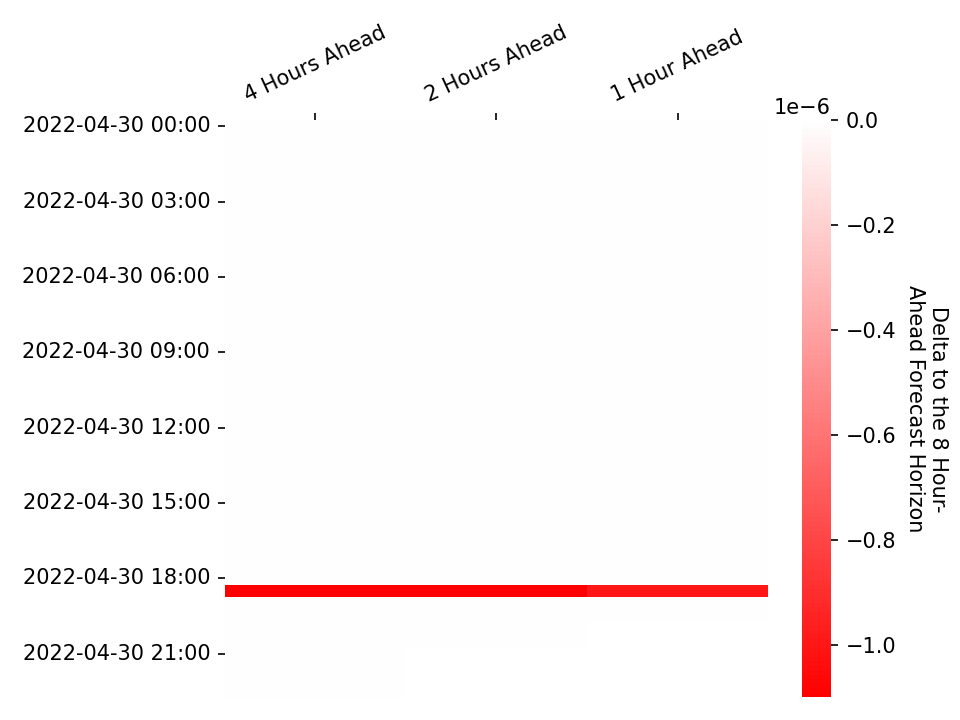 4 Hours Ahead
2 Hours Ahead
1 Hour Ahead
1e−6
2022-04-30 00:00
2022-04-30 03:00
2022-04-30 06:00
2022-04-30 09:00
2022-04-30 12:00
2022-04-30 15:00
2022-04-30 18:00
2022-04-30 21:00
0.0
−0.2
−0.4
−0.6
−0.8
−1.0
Delta to the 8 Hour-
Ahead Forecast Horizon